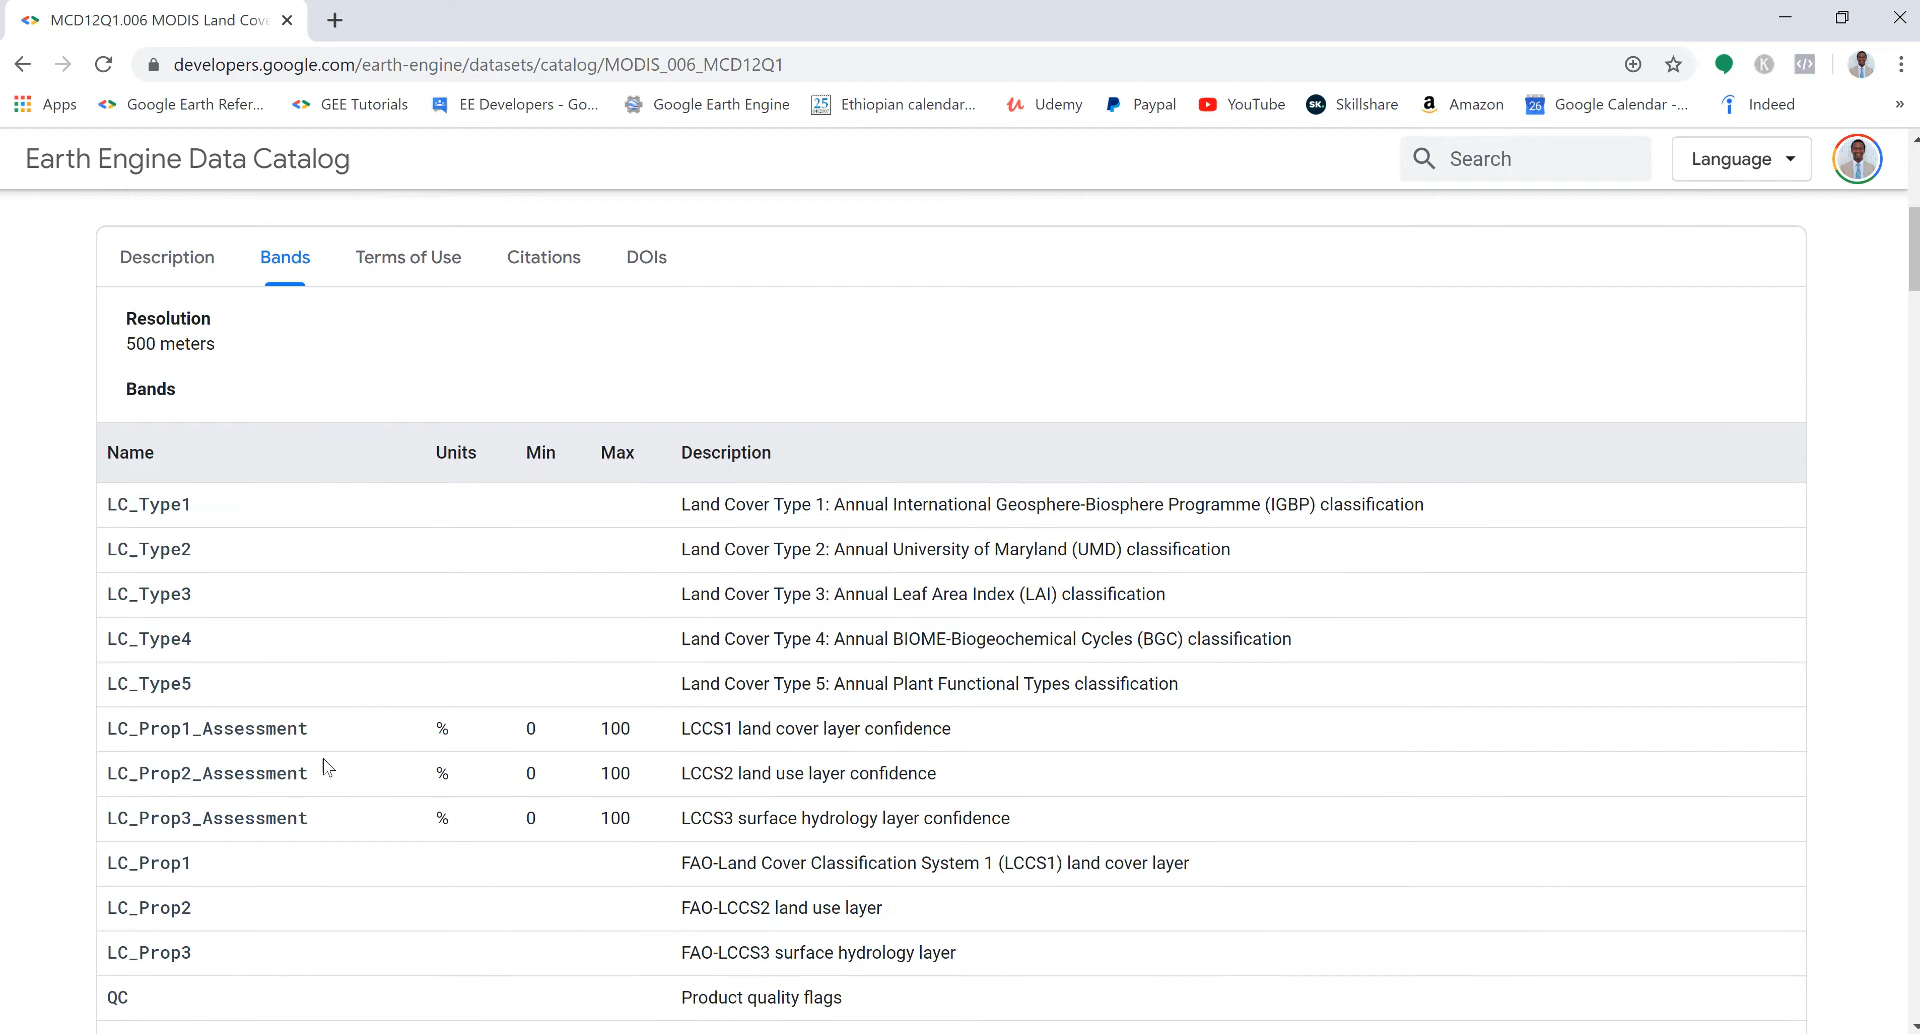 MCD12Q1.006 MODIS Land Cove
developers.google.com/earth-engine/datasets/catalog/MODIS_006_MCD12Q1
Apps Google Earth Refer... GEE Tutorials EE Developers - Go... Google Earth Engine 25 Ethiopian calendar... Udemy Paypal YouTube SK. Skillshare a Amazon 26 Google Calendar -... Indeed »
Earth Engine Data Catalog Search Language
Description Bands Terms of Use Citations DOIs
Resolution
500 meters
Bands
Name Units Min Max Description
LC_Type1 Land Cover Type 1: Annual International Geosphere-Biosphere Programme (IGBP) classification
LC_Type2 Land Cover Type 2: Annual University of Maryland (UMD) classification
LC_Type3 Land Cover Type 3: Annual Leaf Area Index (LAI) classification
LC_Type4 Land Cover Type 4: Annual BIOME-Biogeochemical Cycles (BGC) classification
LC_Type5 Land Cover Type 5: Annual Plant Functional Types classification
LC_Prop1_Assessment % 0 100 LCCS1 land cover layer confidence
LC_Prop2_Assessment % 0 100 LCCS2 land use layer confidence
LC_Prop3_Assessment % 0 100 LCCS3 surface hydrology layer confidence
LC_Prop1 FAO-Land Cover Classification System 1 (LCCS1) land cover layer
LC_Prop2 FAO-LCCS2 land use layer
LC_Prop3 FAO-LCCS3 surface hydrology layer
QC Product quality flags